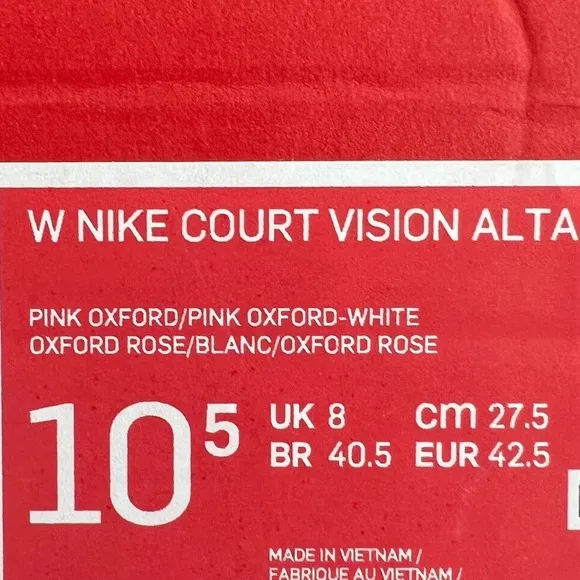 W NIKE COURT VISION ALTA
PINK OXFORD/PINK OXFORD-WHITE
OXFORD ROSE/BLANC/OXFORD ROSE
10 5
UK 8 cm 27.5
BR 40.5 EUR 42.5
MADE IN VIETNAM /
FABRIQUE AU VIETNAM /